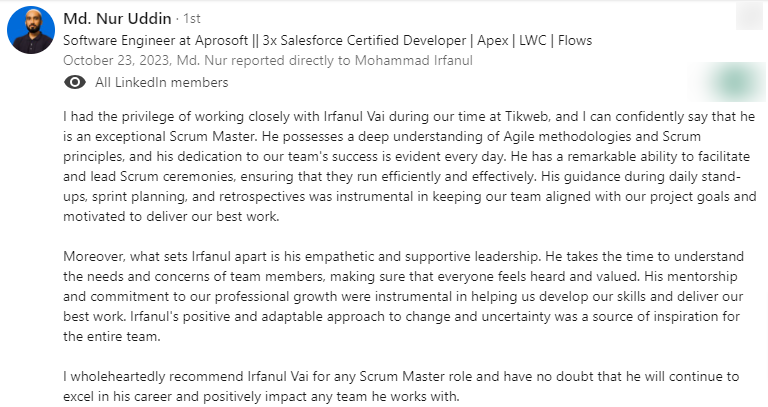 Md. Nur Uddin · 1st
Software Engineer at Aprosoft || 3x Salesforce Certified Developer | Apex | LWC | Flows
October 23, 2023, Md. Nur reported directly to Mohammad Irfanul
All LinkedIn members
I had the privilege of working closely with Irfanul Vai during our time at Tikweb, and I can confidently say that he
is an exceptional Scrum Master. He possesses a deep understanding of Agile methodologies and Scrum
principles, and his dedication to our team's success is evident every day. He has a remarkable ability to facilitate
and lead Scrum ceremonies, ensuring that they run efficiently and effectively. His guidance during daily stand-
ups, sprint planning, and retrospectives was instrumental in keeping our team aligned with our project goals and
motivated to deliver our best work.
Moreover, what sets Irfanul apart is his empathetic and supportive leadership. He takes the time to understand
the needs and concerns of team members, making sure that everyone feels heard and valued. His mentorship
and commitment to our professional growth were instrumental in helping us develop our skills and deliver our
best work. Irfanul's positive and adaptable approach to change and uncertainty was a source of inspiration for
the entire team.
I wholeheartedly recommend Irfanul Vai for any Scrum Master role and have no doubt that he will continue to
excel in his career and positively impact any team he works with.